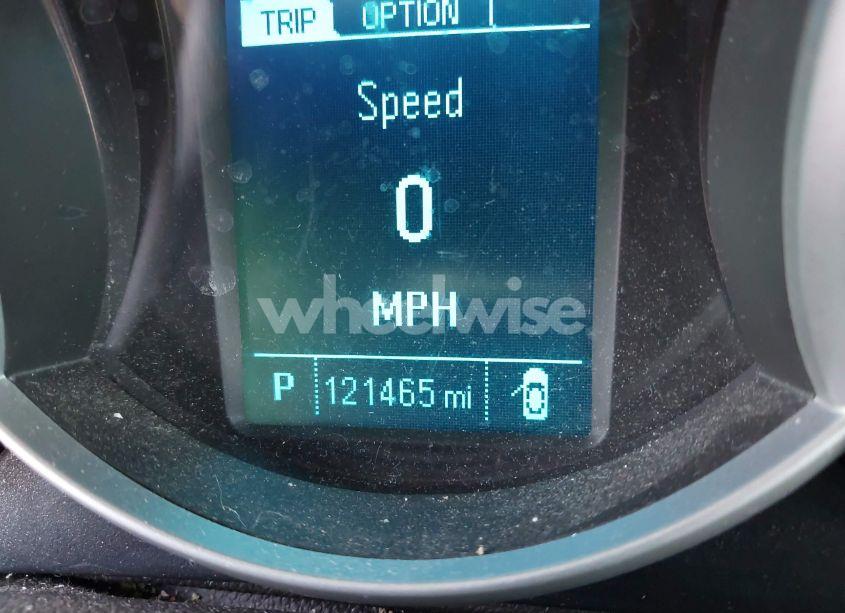 TRIP OPTION
Speed
0
MPH
wheelwise
P 121465 mi